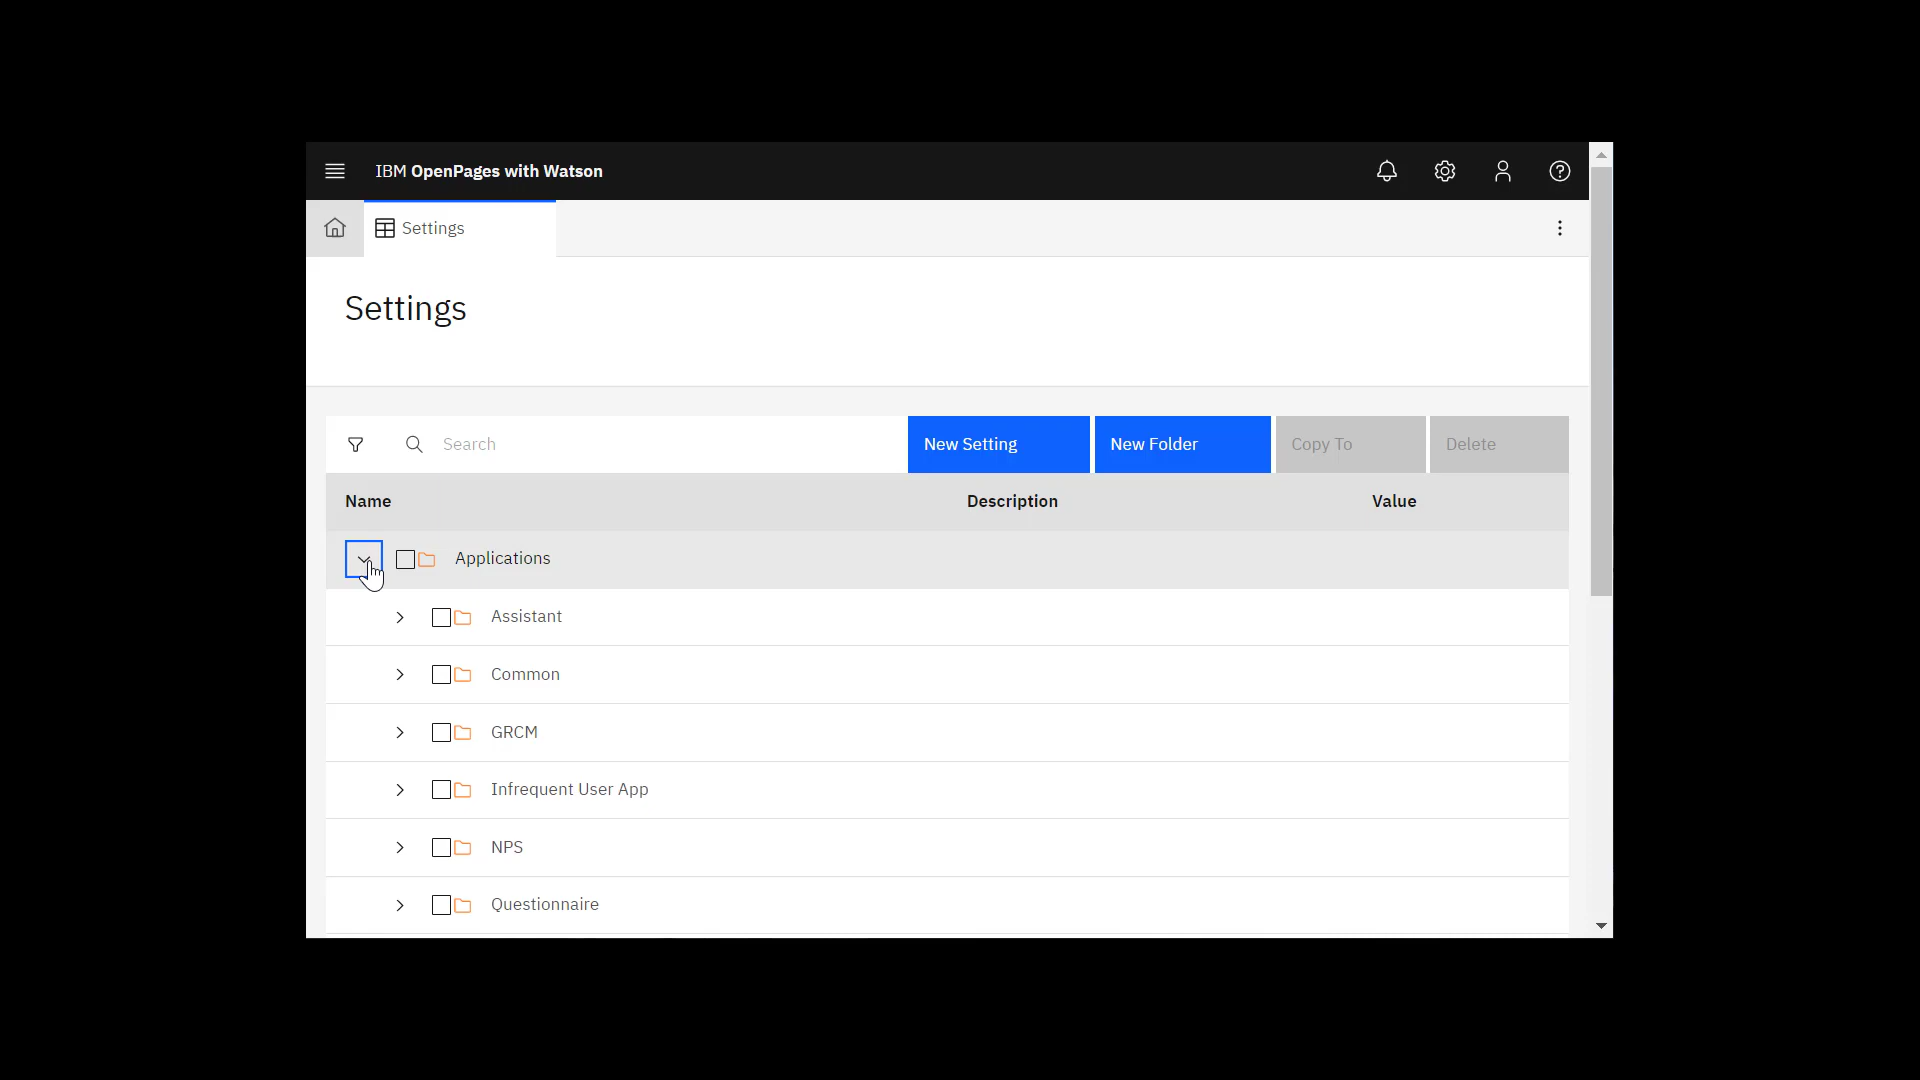 IBM OpenPages with Watson
Settings
Settings
Search
New Setting
New Folder
Copy To
Delete
Name
Description
Value
Applications
Assistant
Common
GRCM
Infrequent User App
NPS
Questionnaire